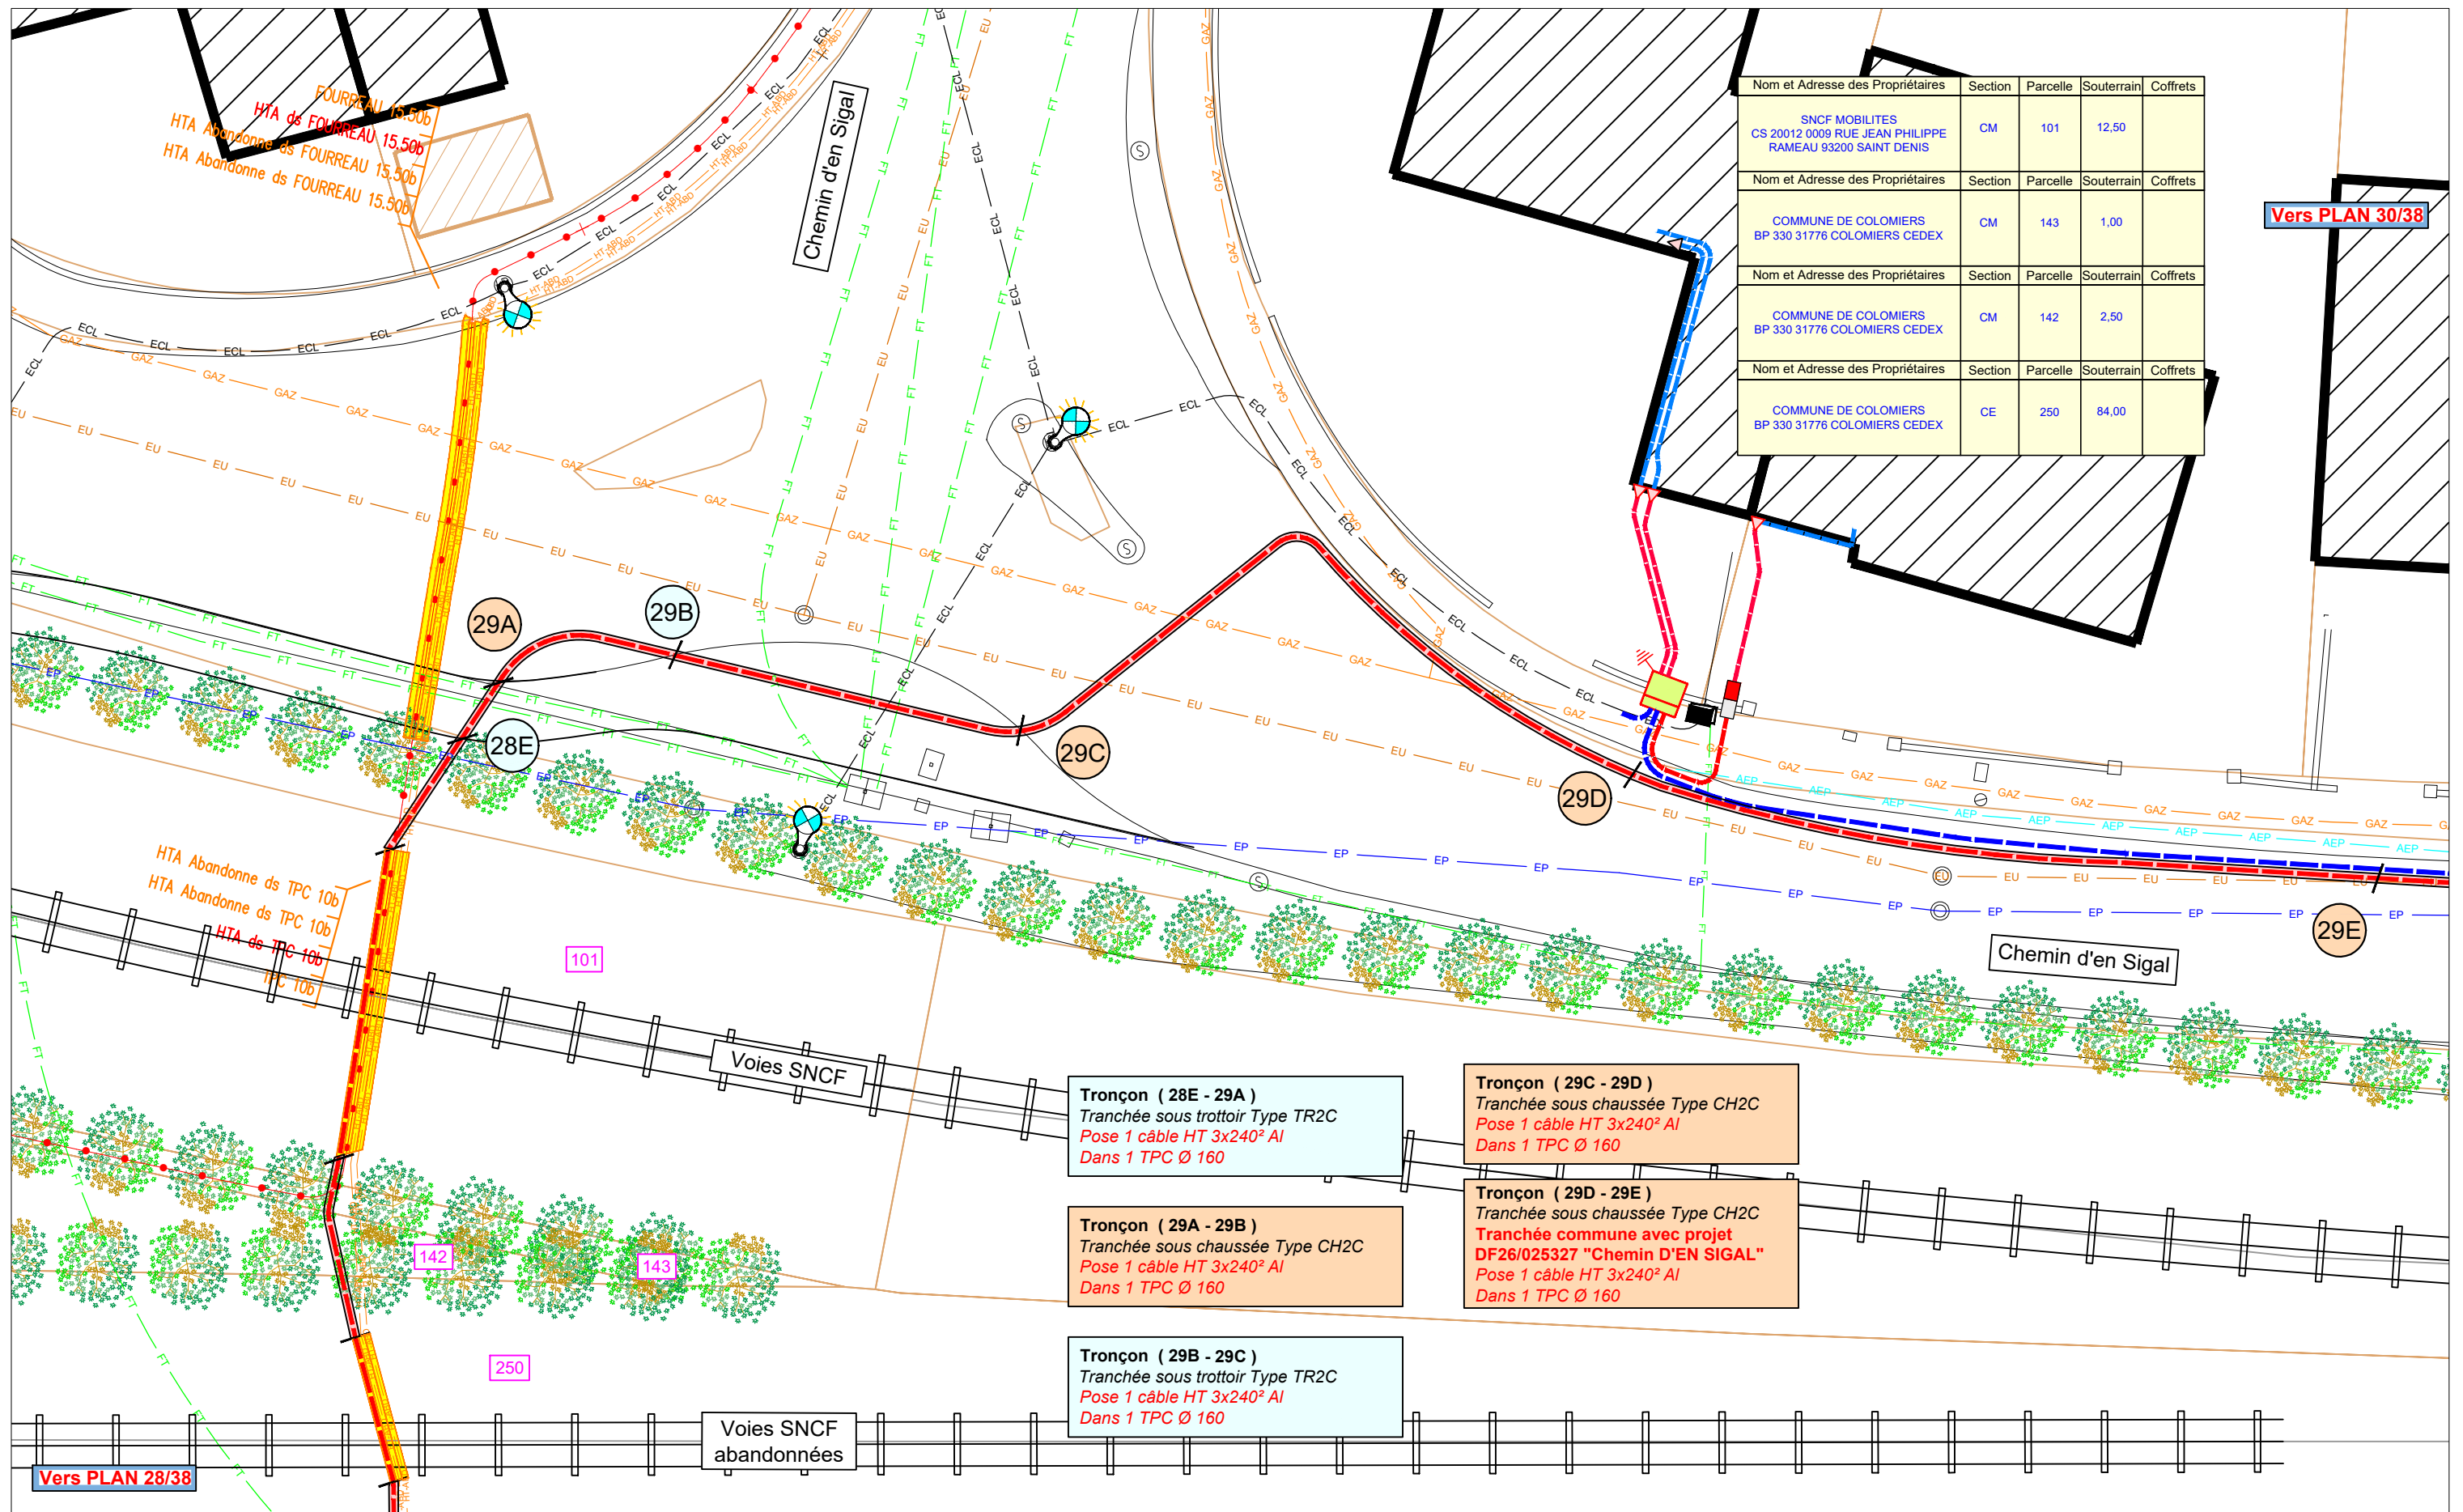 FOURREAU 15.50b
HTA ds FOURREAU 15.50b
HTA Abandonne ds FOURREAU 15.50b
HTA Abandonne ds FOURREAU 15.50b
Chemin d'en Sigal
Nom et Adresse des Propriétaires Section Parcelle Souterrain Coffrets
SNCF MOBILITES
CS 20012 0009 RUE JEAN PHILIPPE
RAMEAU 93200 SAINT DENIS
CM 101 12,50
Nom et Adresse des Propriétaires Section Parcelle Souterrain Coffrets
COMMUNE DE COLOMIERS
BP 330 31776 COLOMIERS CEDEX
CM 143 1,00
Nom et Adresse des Propriétaires Section Parcelle Souterrain Coffrets
COMMUNE DE COLOMIERS
BP 330 31776 COLOMIERS CEDEX
CM 142 2,50
Nom et Adresse des Propriétaires Section Parcelle Souterrain Coffrets
COMMUNE DE COLOMIERS
BP 330 31776 COLOMIERS CEDEX
CE 250 84,00
Vers PLAN 30/38
ECL
GAZ
EU
FT
EP
AEP
HT-ABD
S
29A
29B
28E
29C
29D
29E
HTA Abandonne ds TPC 10b
HTA Abandonne ds TPC 10b
HTA ds TPC 10b
TPC 10b
101
Chemin d'en Sigal
Voies SNCF
142
143
250
Tronçon ( 28E - 29A )
Tranchée sous trottoir Type TR2C
Pose 1 câble HT 3x240² Al
Dans 1 TPC Ø 160
Tronçon ( 29A - 29B )
Tranchée sous chaussée Type CH2C
Pose 1 câble HT 3x240² Al
Dans 1 TPC Ø 160
Tronçon ( 29B - 29C )
Tranchée sous trottoir Type TR2C
Pose 1 câble HT 3x240² Al
Dans 1 TPC Ø 160
Tronçon ( 29C - 29D )
Tranchée sous chaussée Type CH2C
Pose 1 câble HT 3x240² Al
Dans 1 TPC Ø 160
Tronçon ( 29D - 29E )
Tranchée sous chaussée Type CH2C
Tranchée commune avec projet
DF26/025327 "Chemin D'EN SIGAL"
Pose 1 câble HT 3x240² Al
Dans 1 TPC Ø 160
Voies SNCF
abandonnées
Vers PLAN 28/38